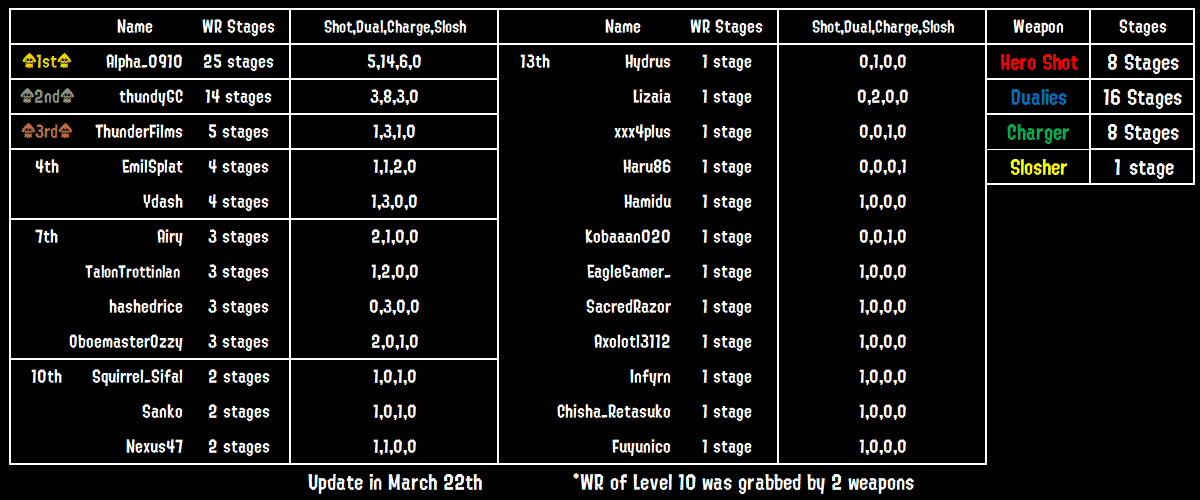 Name WR Stages Shot,Dual,Charge,Slosh Name WR Stages Shot,Dual,Charge,Slosh Weapon Stages
1st Alpha_0910 25 stages 5,14,6,0 13th Hydrus 1 stage 0,1,0,0 Hero Shot 8 Stages
2nd thundyGC 14 stages 3,8,3,0 Lizaia 1 stage 0,2,0,0 Dualies 16 Stages
3rd ThunderFilms 5 stages 1,3,1,0 xxx4plus 1 stage 0,0,1,0 Charger 8 Stages
4th EmilSplat 4 stages 1,1,2,0 Haru86 1 stage 0,0,0,1 Slosher 1 stage
Ydash 4 stages 1,3,0,0 Hamidu 1 stage 1,0,0,0
7th Airy 3 stages 2,1,0,0 Kobaaan020 1 stage 0,0,1,0
TalonTrottinlan 3 stages 1,2,0,0 EagleGamer_ 1 stage 1,0,0,0
hashedrice 3 stages 0,3,0,0 SacredRazor 1 stage 1,0,0,0
OboemasterOzzy 3 stages 2,0,1,0 Axolotl3112 1 stage 1,0,0,0
10th Squirrel_Sifal 2 stages 1,0,1,0 Infyrn 1 stage 1,0,0,0
Sanko 2 stages 1,0,1,0 Chisha_Retasuko 1 stage 1,0,0,0
Nexus47 2 stages 1,1,0,0 Fuyunico 1 stage 1,0,0,0
Update in March 22th *WR of Level 10 was grabbed by 2 weapons